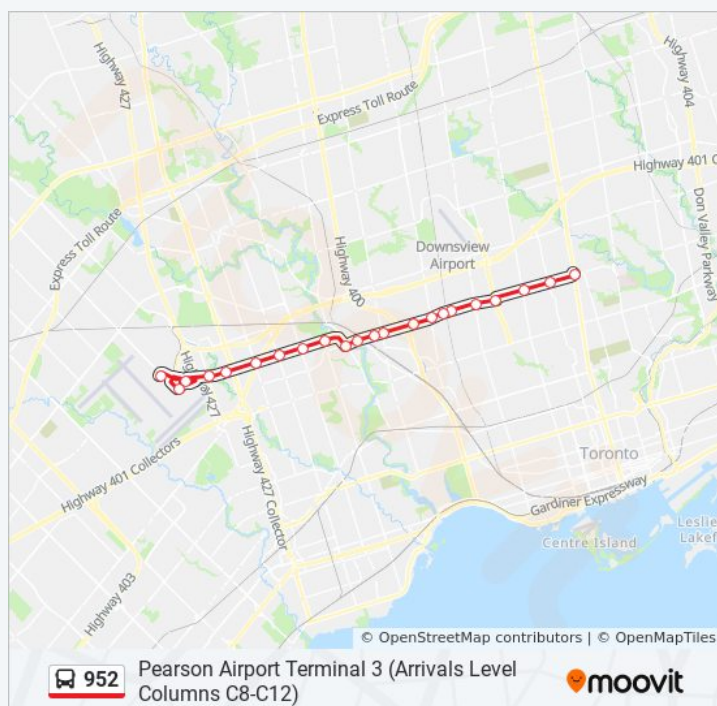 Highway 427
Express Toll Route
Highway 404
Highway 401 C
Don Valley Parkway
Express Toll Route
Highway 400
Downsview
Airport
Highway 427
Highway 401 Collectors
Highway 427 Collector
Toronto
Gardiner Expressway
Leslie
Lakef
Centre Island
Highway 403
© OpenStreetMap contributors | © OpenMapTiles
952
Pearson Airport Terminal 3 (Arrivals Level
Columns C8-C12)
moovit